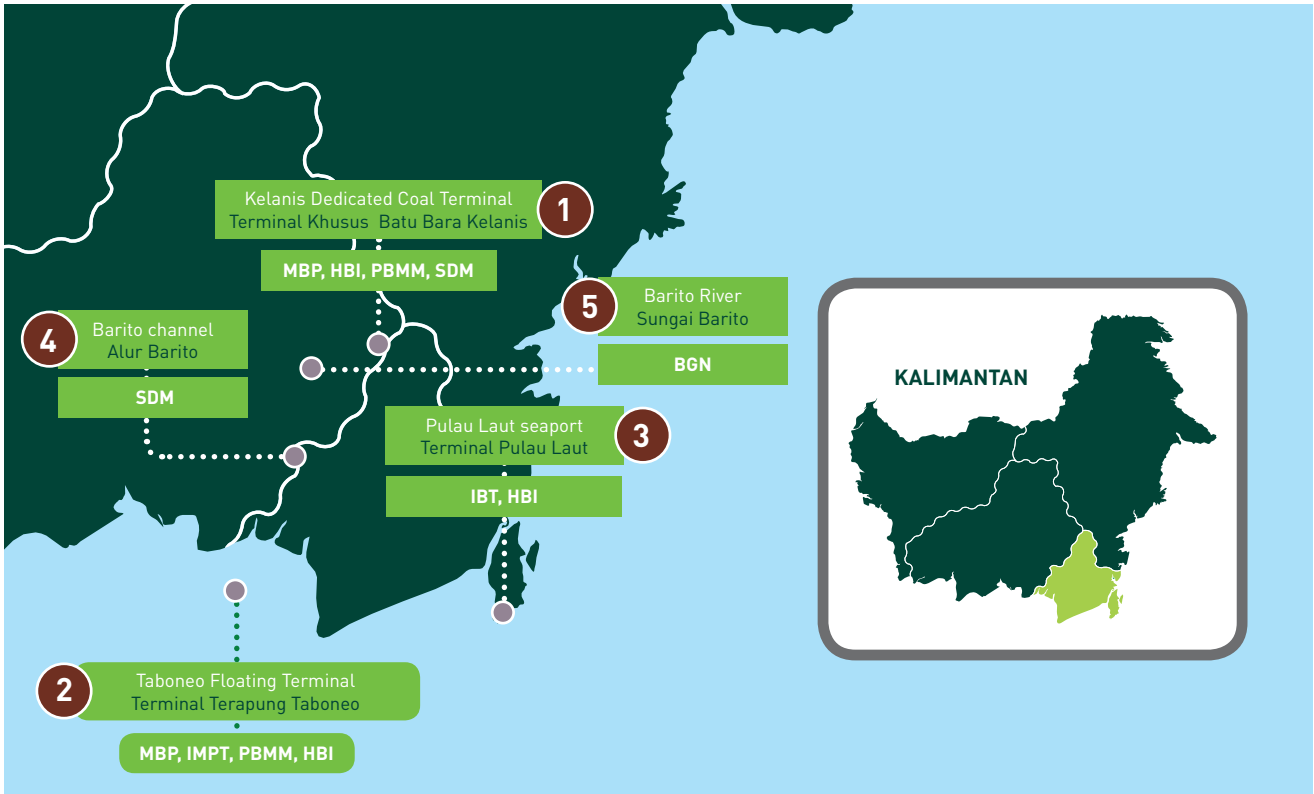 Kelanis Dedicated Coal Terminal
Terminal Khusus Batu Bara Kelanis
1
MBP, HBI, PBMM, SDM
5
Barito River
Sungai Barito
BGN
4
Barito channel
Alur Barito
SDM
KALIMANTAN
Pulau Laut seaport
Terminal Pulau Laut
3
IBT, HBI
2
Taboneo Floating Terminal
Terminal Terapung Taboneo
MBP, IMPT, PBMM, HBI